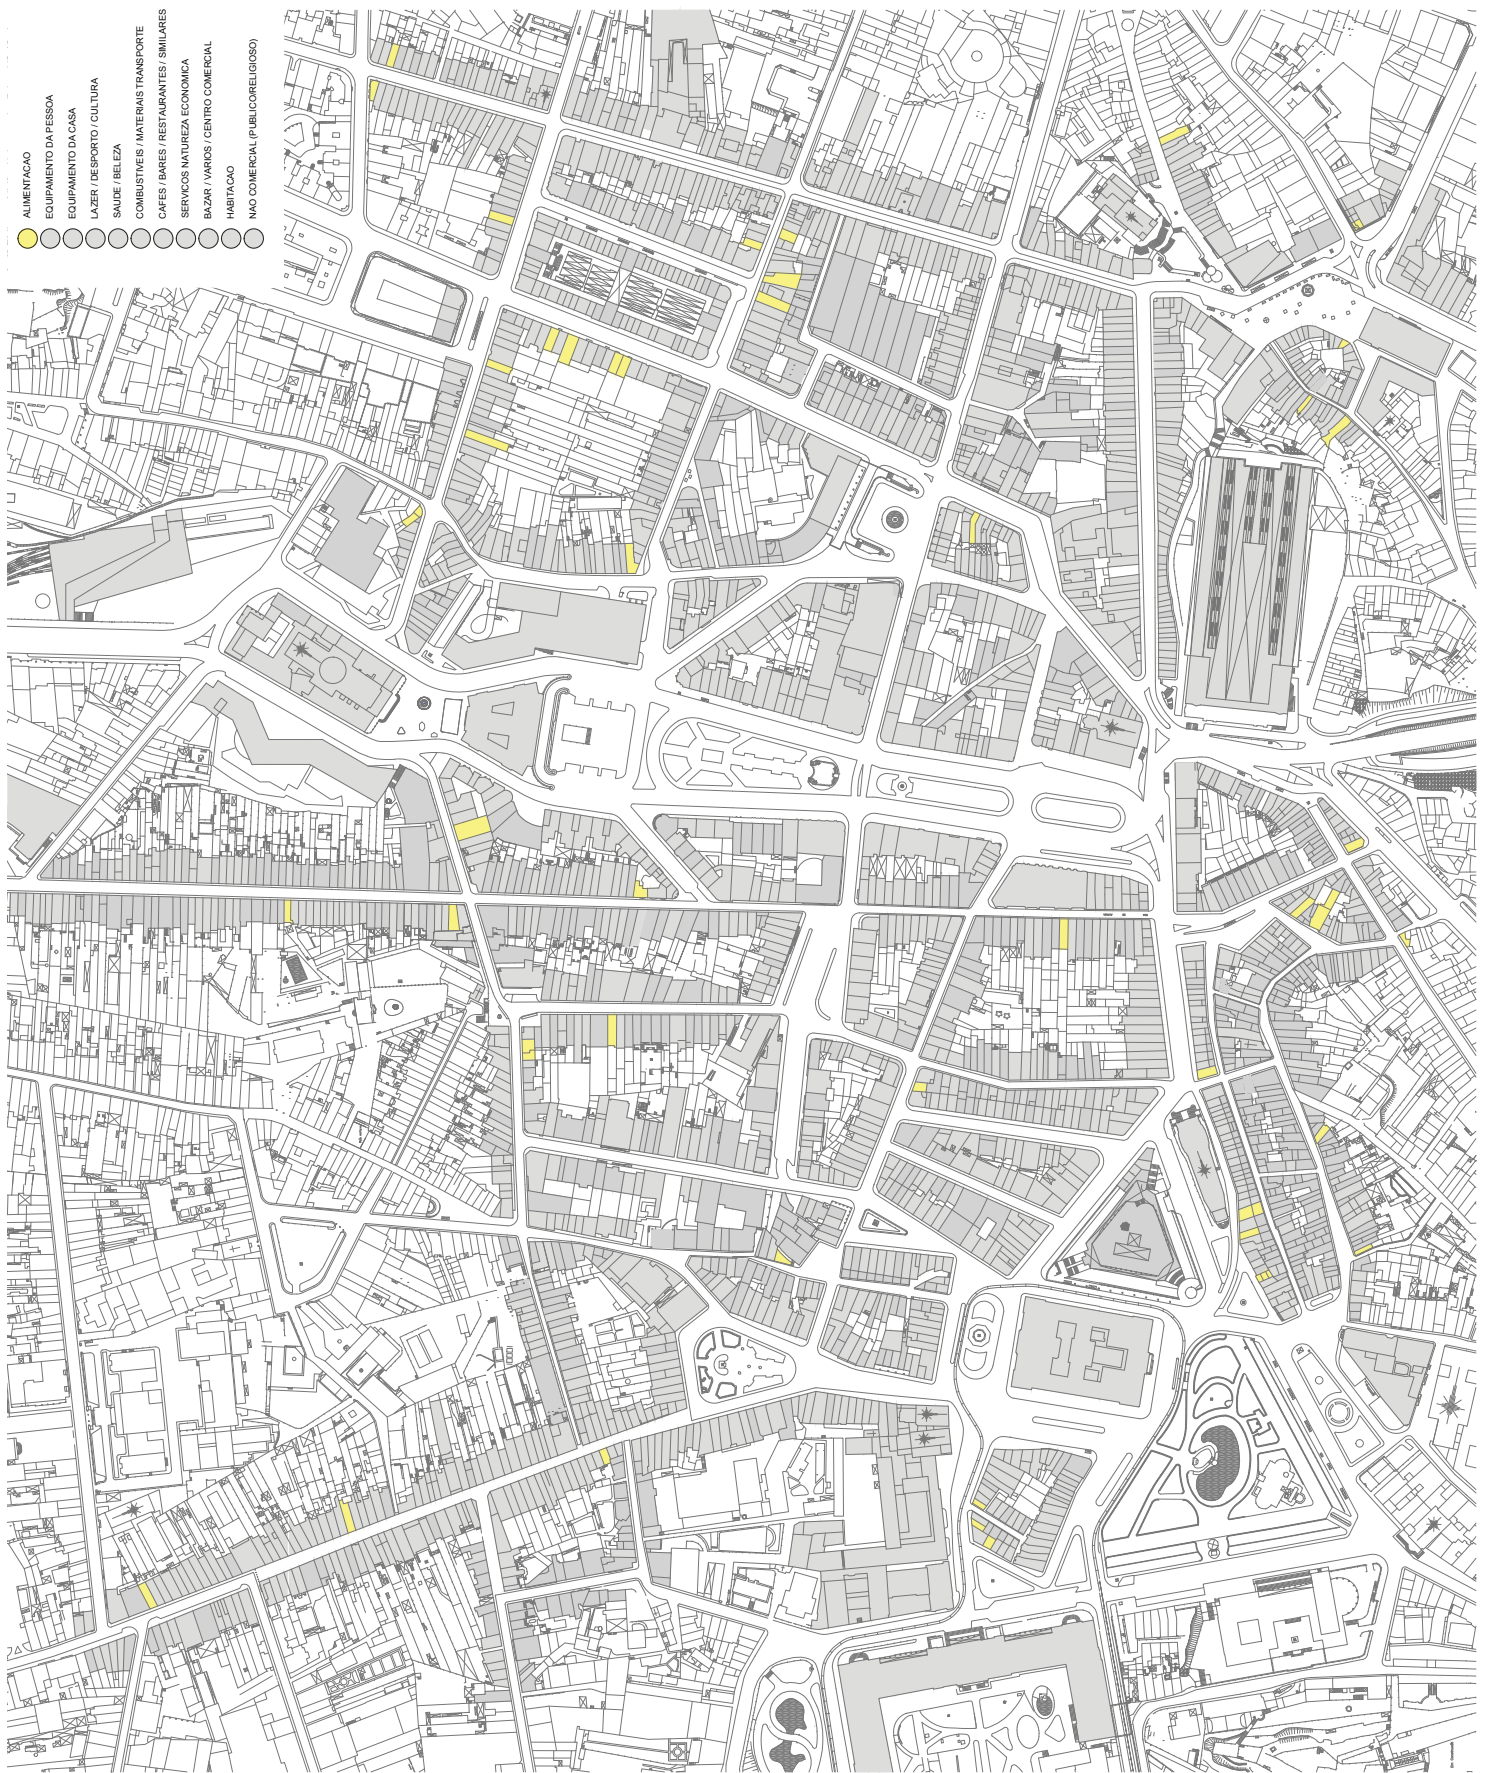 ALIMENTACAO
EQUIPAMENTO DA PESSOA
EQUIPAMENTO DA CASA
LAZER / DESPORTO / CULTURA
SAUDE / BELEZA
COMBUSTIVEIS / MATERIAIS TRANSPORTE
CAFES / BARES / RESTAURANTES / SIMILARES
SERVICOS NATUREZA ECONOMICA
BAZAR / VARIOS / CENTRO COMERCIAL
HABITACAO
NAO COMERCIAL (PUBLICO/RELIGIOSO)